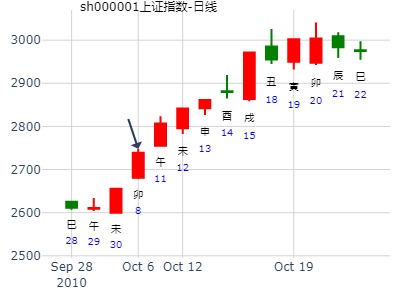 sh000001上证指数-日线
3000
2900
2800
2700
2600
2500
巳
28
午
29
未
30
卯
8
午
11
未
12
申
13
酉
14
戌
15
丑
18
寅
19
卯
20
辰
21
巳
22
Sep 28
2010
Oct 6
Oct 12
Oct 19